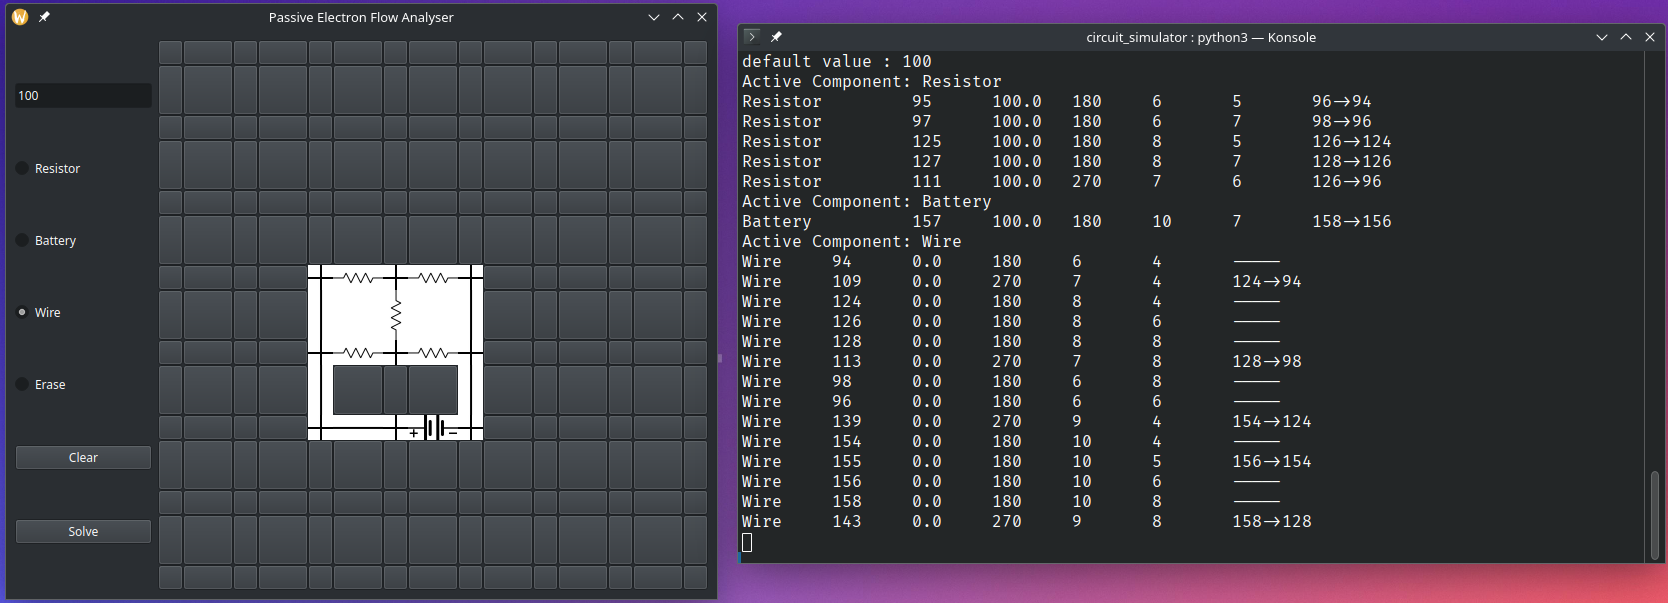 Passive Electron Flow Analyser
100
Resistor
Battery
Wire
Erase
Clear
Solve
+ −
circuit_simulator : python3 — Konsole
default value : 100
Active Component: Resistor
Resistor 95 100.0 180 6 5 96->94
Resistor 97 100.0 180 6 7 98->96
Resistor 125 100.0 180 8 5 126->124
Resistor 127 100.0 180 8 7 128->126
Resistor 111 100.0 270 7 6 126->96
Active Component: Battery
Battery 157 100.0 180 10 7 158->156
Active Component: Wire
Wire 94 0.0 180 6 4 -----
Wire 109 0.0 270 7 4 124->94
Wire 124 0.0 180 8 4 -----
Wire 126 0.0 180 8 6 -----
Wire 128 0.0 180 8 8 -----
Wire 113 0.0 270 7 8 128->98
Wire 98 0.0 180 6 8 -----
Wire 96 0.0 180 6 6 -----
Wire 139 0.0 270 9 4 154->124
Wire 154 0.0 180 10 4 -----
Wire 155 0.0 180 10 5 156->154
Wire 156 0.0 180 10 6 -----
Wire 158 0.0 180 10 8 -----
Wire 143 0.0 270 9 8 158->128